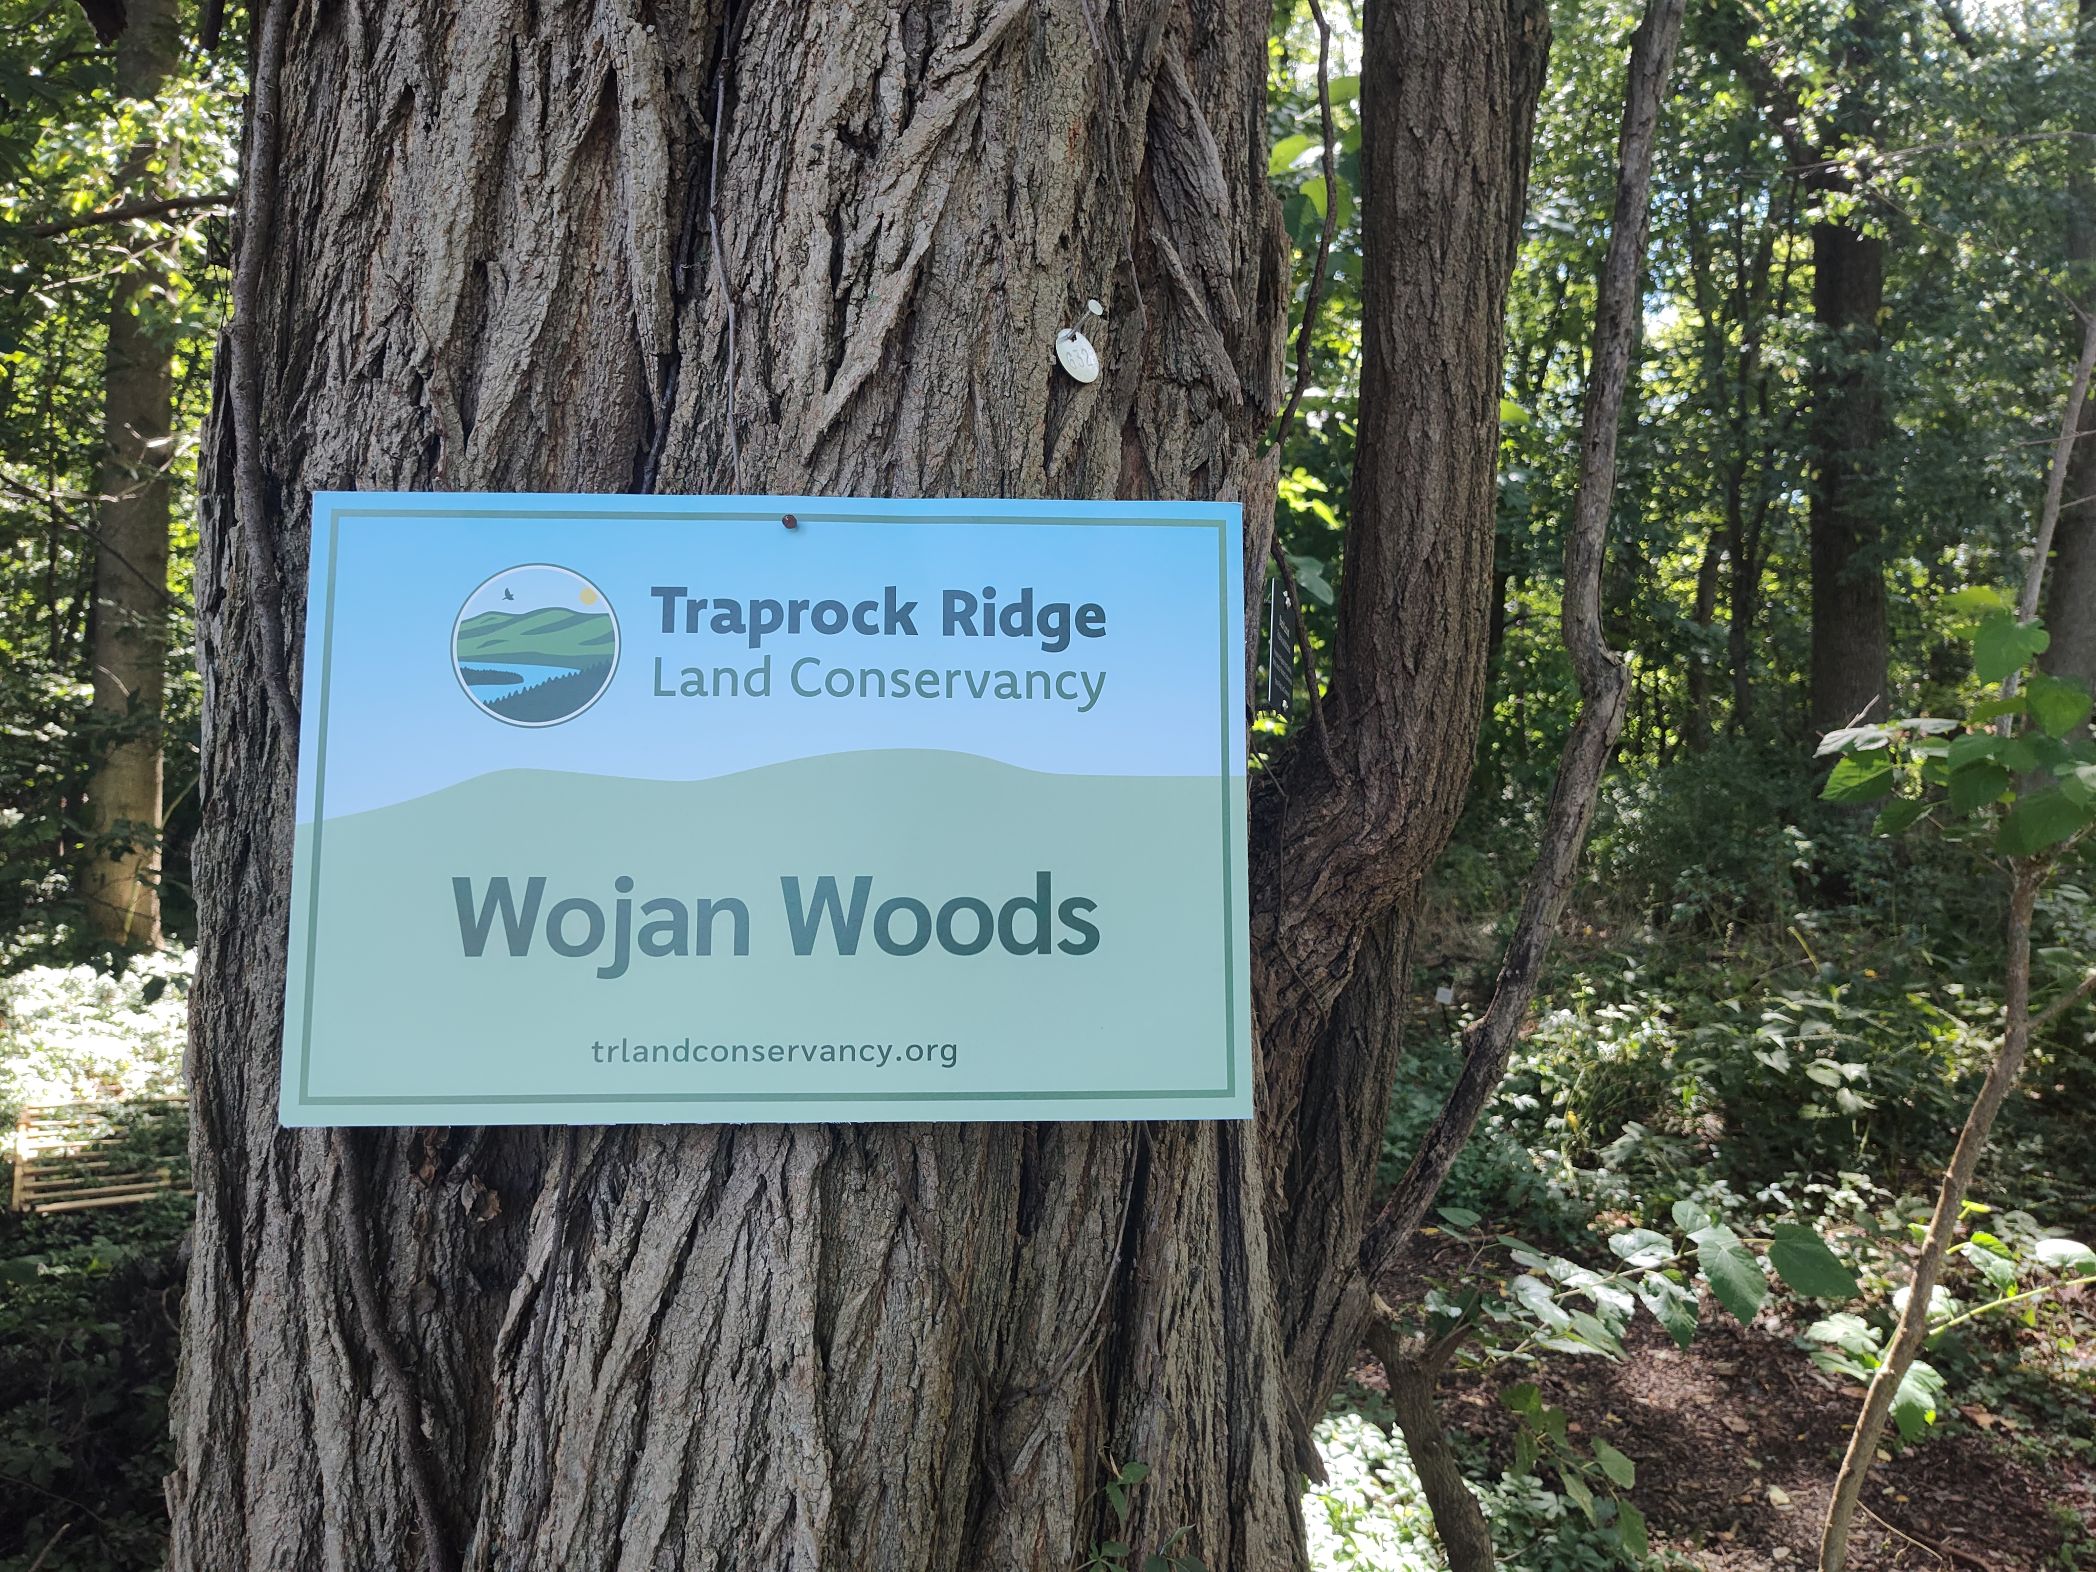 Traprock Ridge
Land Conservancy
Wojan Woods
trlandconservancy.org